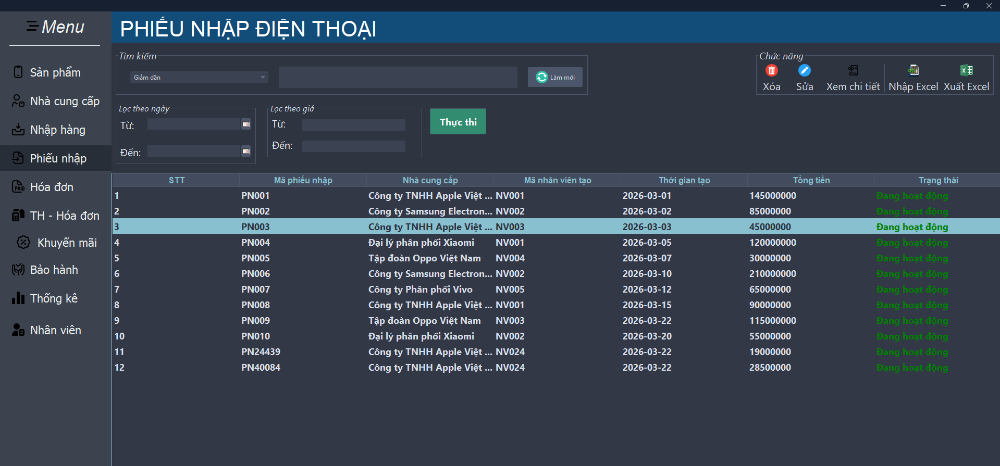 Menu
Sản phẩm
Nhà cung cấp
Nhập hàng
Phiếu nhập
Hóa đơn
TH - Hóa đơn
Khuyến mãi
Bảo hành
Thống kê
Nhân viên
PHIẾU NHẬP ĐIỆN THOẠI
Tìm kiếm
Giảm dần
Làm mới
Chức năng
Xóa Sửa Xem chi tiết Nhập Excel Xuất Excel
Lọc theo ngày
Từ:
Đến:
Lọc theo giá
Từ:
Đến:
Thực thi
STT Mã phiếu nhập Nhà cung cấp Mã nhân viên tạo Thời gian tạo Tổng tiền Trạng thái
1 PN001 Công ty TNHH Apple Việt ... NV001 2026-03-01 145000000 Đang hoạt động
2 PN002 Công ty Samsung Electron... NV002 2026-03-02 85000000 Đang hoạt động
3 PN003 Công ty TNHH Apple Việt ... NV003 2026-03-03 45000000 Đang hoạt động
4 PN004 Đại lý phân phối Xiaomi NV001 2026-03-05 120000000 Đang hoạt động
5 PN005 Tập đoàn Oppo Việt Nam NV004 2026-03-07 30000000 Đang hoạt động
6 PN006 Công ty Samsung Electron... NV002 2026-03-10 210000000 Đang hoạt động
7 PN007 Công ty Phân phối Vivo NV005 2026-03-12 65000000 Đang hoạt động
8 PN008 Công ty TNHH Apple Việt ... NV001 2026-03-15 90000000 Đang hoạt động
9 PN009 Tập đoàn Oppo Việt Nam NV003 2026-03-22 115000000 Đang hoạt động
10 PN010 Đại lý phân phối Xiaomi NV002 2026-03-20 55000000 Đang hoạt động
11 PN24439 Công ty TNHH Apple Việt ... NV024 2026-03-22 19000000 Đang hoạt động
12 PN40084 Công ty TNHH Apple Việt ... NV024 2026-03-22 28500000 Đang hoạt động